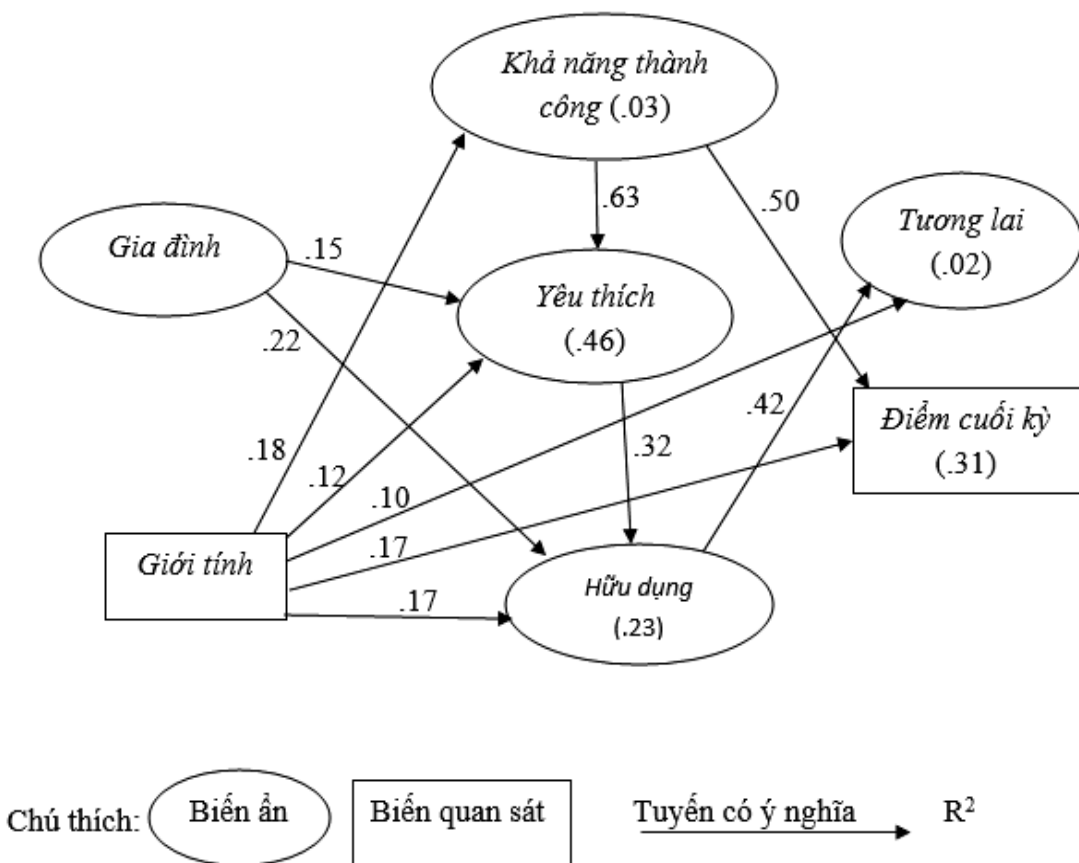 Khả năng thành
công (.03)
.63
.50
Tương lai
(.02)
Gia đình
.15
Yêu thích
(.46)
.22
.42
Điểm cuối kỳ
(.31)
.18
.12
.32
.10
.17
Giới tính
Hữu dụng
(.23)
.17
Chú thích:
Biến ẩn
Biến quan sát
Tuyến có ý nghĩa
R²